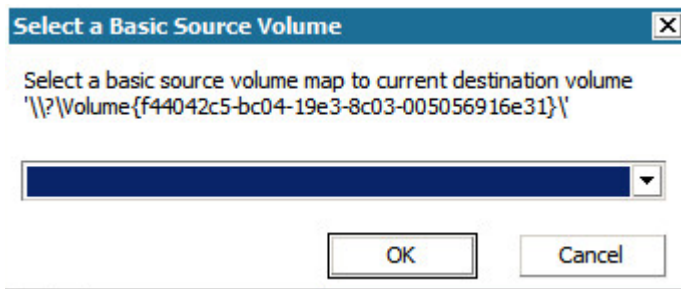 Select a Basic Source Volume
Select a basic source volume map to current destination volume
'\\?\Volume{f44042c5-bc04-19e3-8c03-005056916e31}\'
OK
Cancel